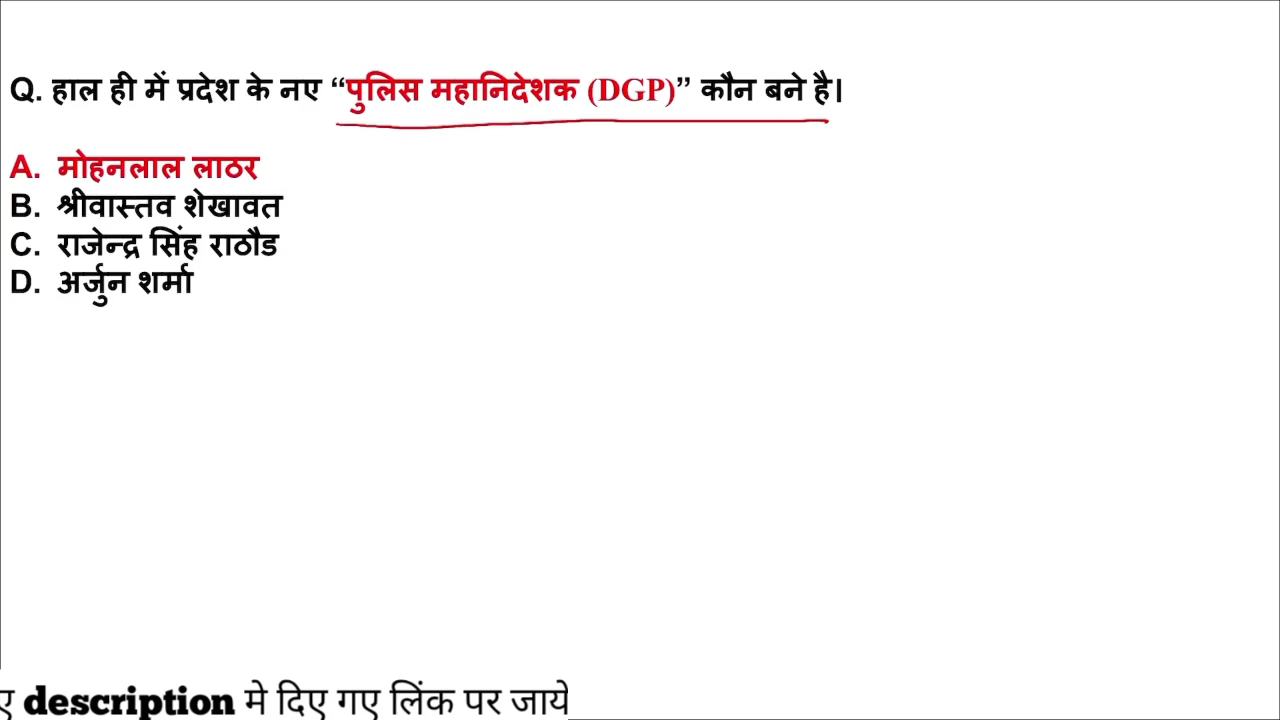 Q. हाल ही में प्रदेश के नए “पुलिस महानिदेशक (DGP)” कौन बने है।
A. मोहनलाल लाठर
B. श्रीवास्तव शेखावत
C. राजेन्द्र सिंह राठौड
D. अर्जुन शर्मा
ए description मे दिए गए लिंक पर जाये